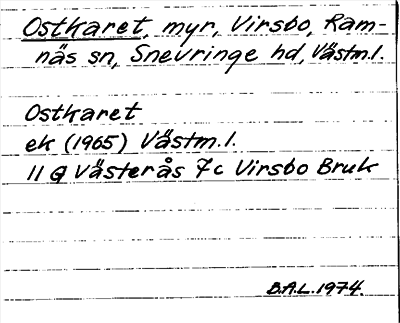 Ostkaret, myr, Virsbo, Ram-
näs sn, Snevringe hd, Västm.l.
Ostkaret
ek (1965) Västm.l.
11 G Västerås 7c Virsbo Bruk
B.A.L. 1974.